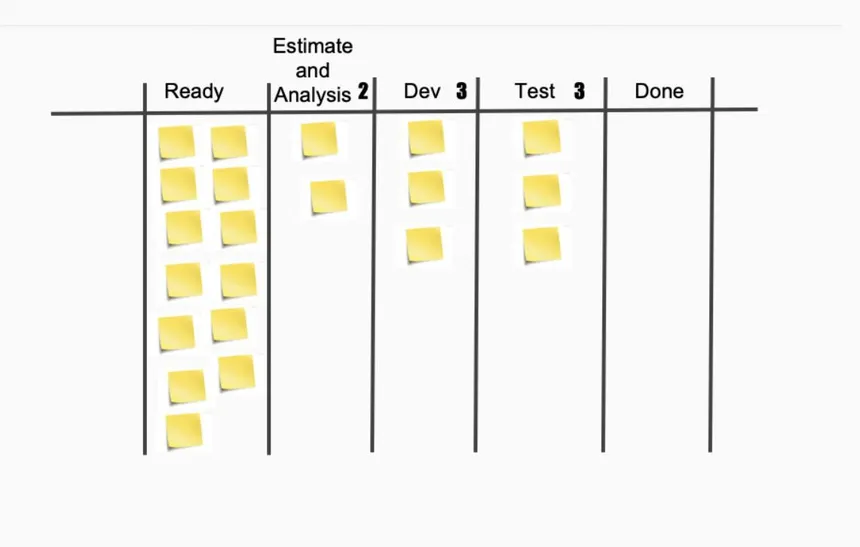 Estimate
and
Ready Analysis 2 Dev 3 Test 3 Done